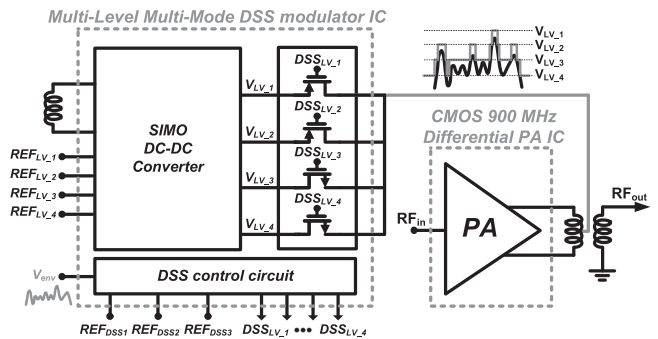 Multi-Level Multi-Mode DSS modulator IC
SIMO
DC-DC
Converter
REF_LV_1
REF_LV_2
REF_LV_3
REF_LV_4
V_LV_1
V_LV_2
V_LV_3
V_LV_4
DSS_LV_1
DSS_LV_2
DSS_LV_3
DSS_LV_4
V_LV_1
V_LV_2
V_LV_3
V_LV_4
CMOS 900 MHz
Differential PA IC
RF_in
PA
RF_out
V_env
DSS control circuit
REF_DSS1 REF_DSS2 REF_DSS3 DSS_LV_1 ••• DSS_LV_4